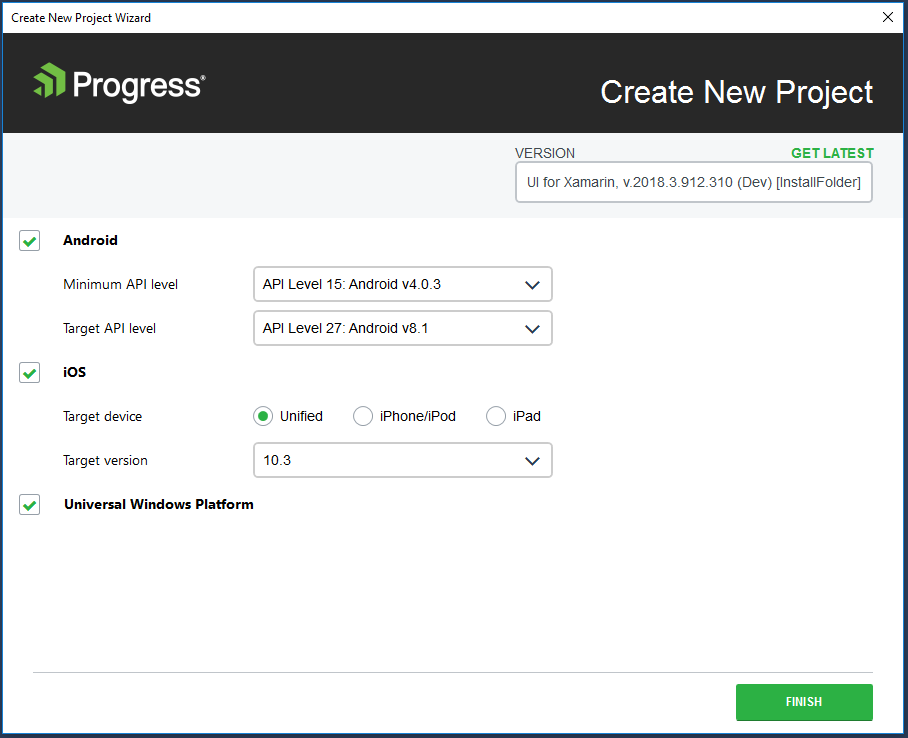 Create New Project Wizard
Progress®
Create New Project
VERSION GET LATEST
UI for Xamarin, v.2018.3.912.310 (Dev) [InstallFolder]
Android
Minimum API level API Level 15: Android v4.0.3
Target API level API Level 27: Android v8.1
iOS
Target device Unified iPhone/iPod iPad
Target version 10.3
Universal Windows Platform
FINISH